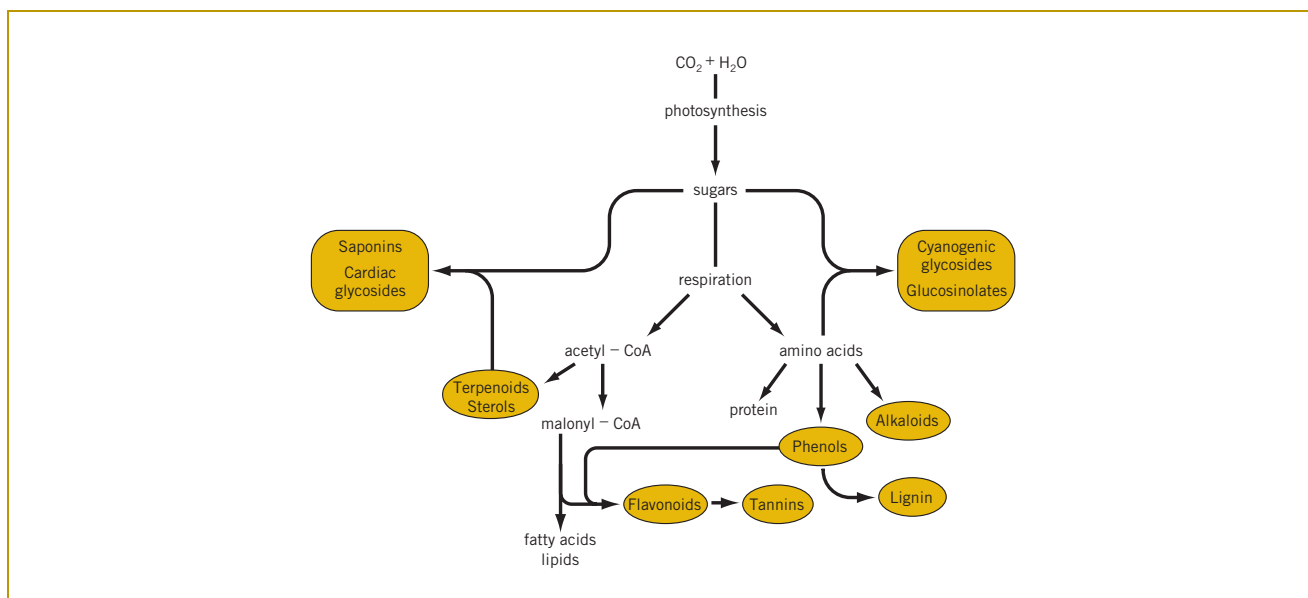 CO₂ + H₂O
photosynthesis
sugars
Saponins
Cardiac
glycosides
respiration
Cyanogenic
glycosides
Glucosinolates
acetyl – CoA
amino acids
Terpenoids
Sterols
protein
Alkaloids
malonyl – CoA
Phenols
Flavonoids
Tannins
Lignin
fatty acids
lipids